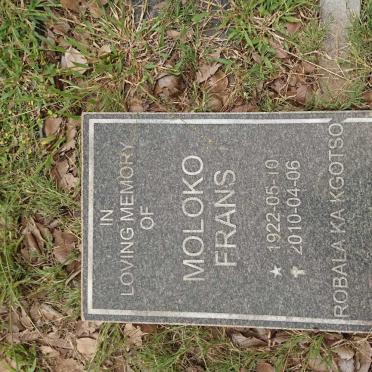 IN
LOVING MEMORY
OF
MOLOKO
FRANS
1922-05-10
2010-04-06
ROBALA KA KGOTSO